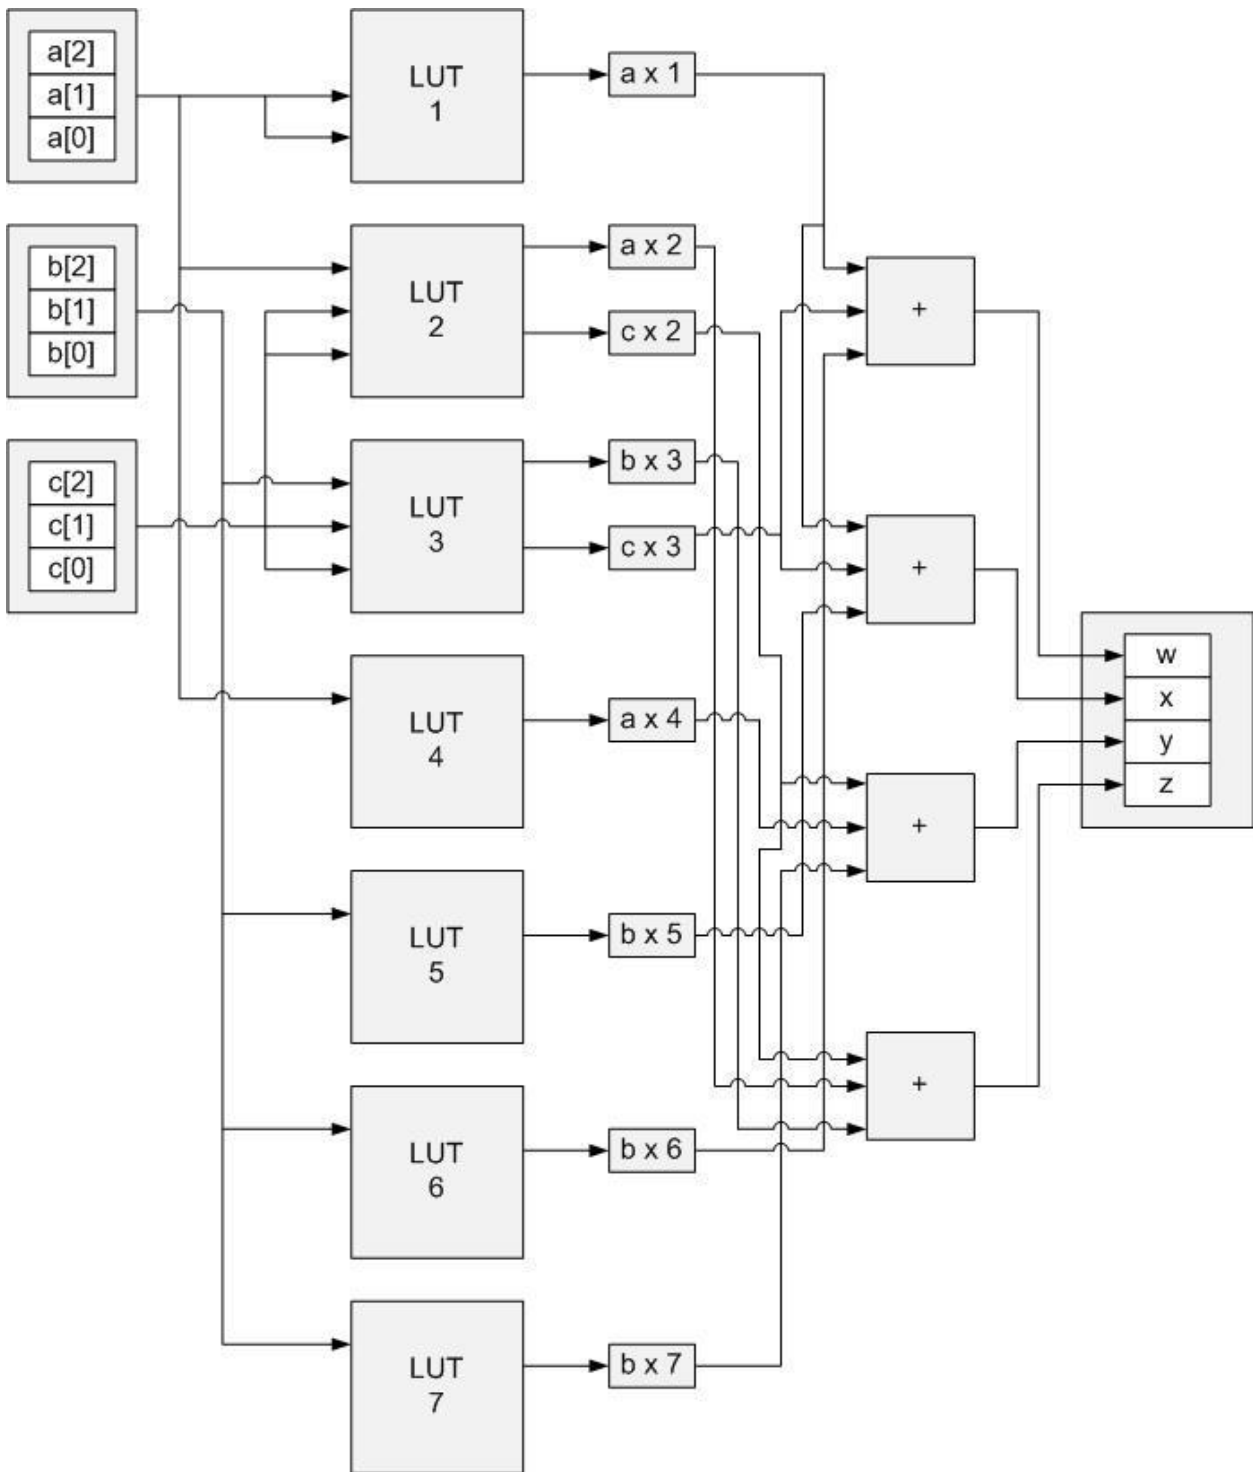 a[2]
a[1]
a[0]
LUT
1
a x 1
b[2]
b[1]
b[0]
LUT
2
a x 2
c x 2
+
c[2]
c[1]
c[0]
LUT
3
b x 3
c x 3
+
w
x
y
z
LUT
4
a x 4
+
LUT
5
b x 5
+
LUT
6
b x 6
LUT
7
b x 7